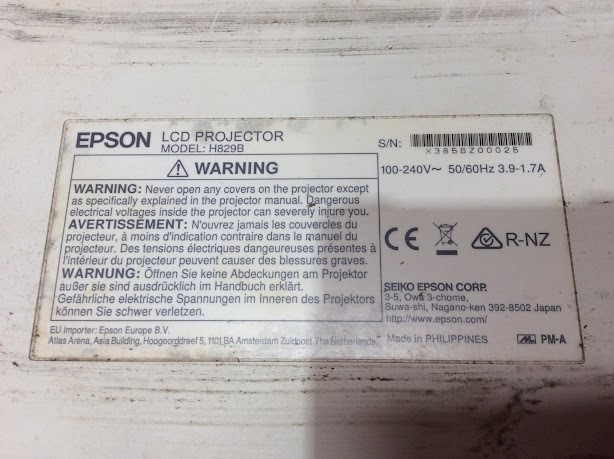 EPSON LCD PROJECTOR
MODEL: H829B
S/N:
X385BZ00025
100-240V~ 50/60Hz 3.9-1.7A
WARNING
WARNING: Never open any covers on the projector except
as specifically explained in the projector manual. Dangerous
electrical voltages inside the projector can severely injure you.
AVERTISSEMENT: N'ouvrez jamais les couvercles du
projecteur, à moins d'indication contraire dans le manuel du
projecteur. Des tensions électriques dangeureuses présentes à
l'intérieur du projecteur peuvent causer des blessures graves.
WARNUNG: Öffnen Sie keine Abdeckungen am Projektor
außer sie sind ausdrücklich im Handbuch erklärt.
Gefährliche elektrische Spannungen im Inneren des Projektors
können Sie schwer verletzen.
CE R-NZ
SEIKO EPSON CORP.
3-5, Owa 3-chome,
Suwa-shi, Nagano-ken 392-8502 Japan
http://www.epson.com/
EU Importer: Epson Europe B.V.
Atlas Arena, Asia Building, Hoogoorddreef 5, 1101 BA Amsterdam Zuidoost The Netherlands
Made in PHILIPPINES
PM-A